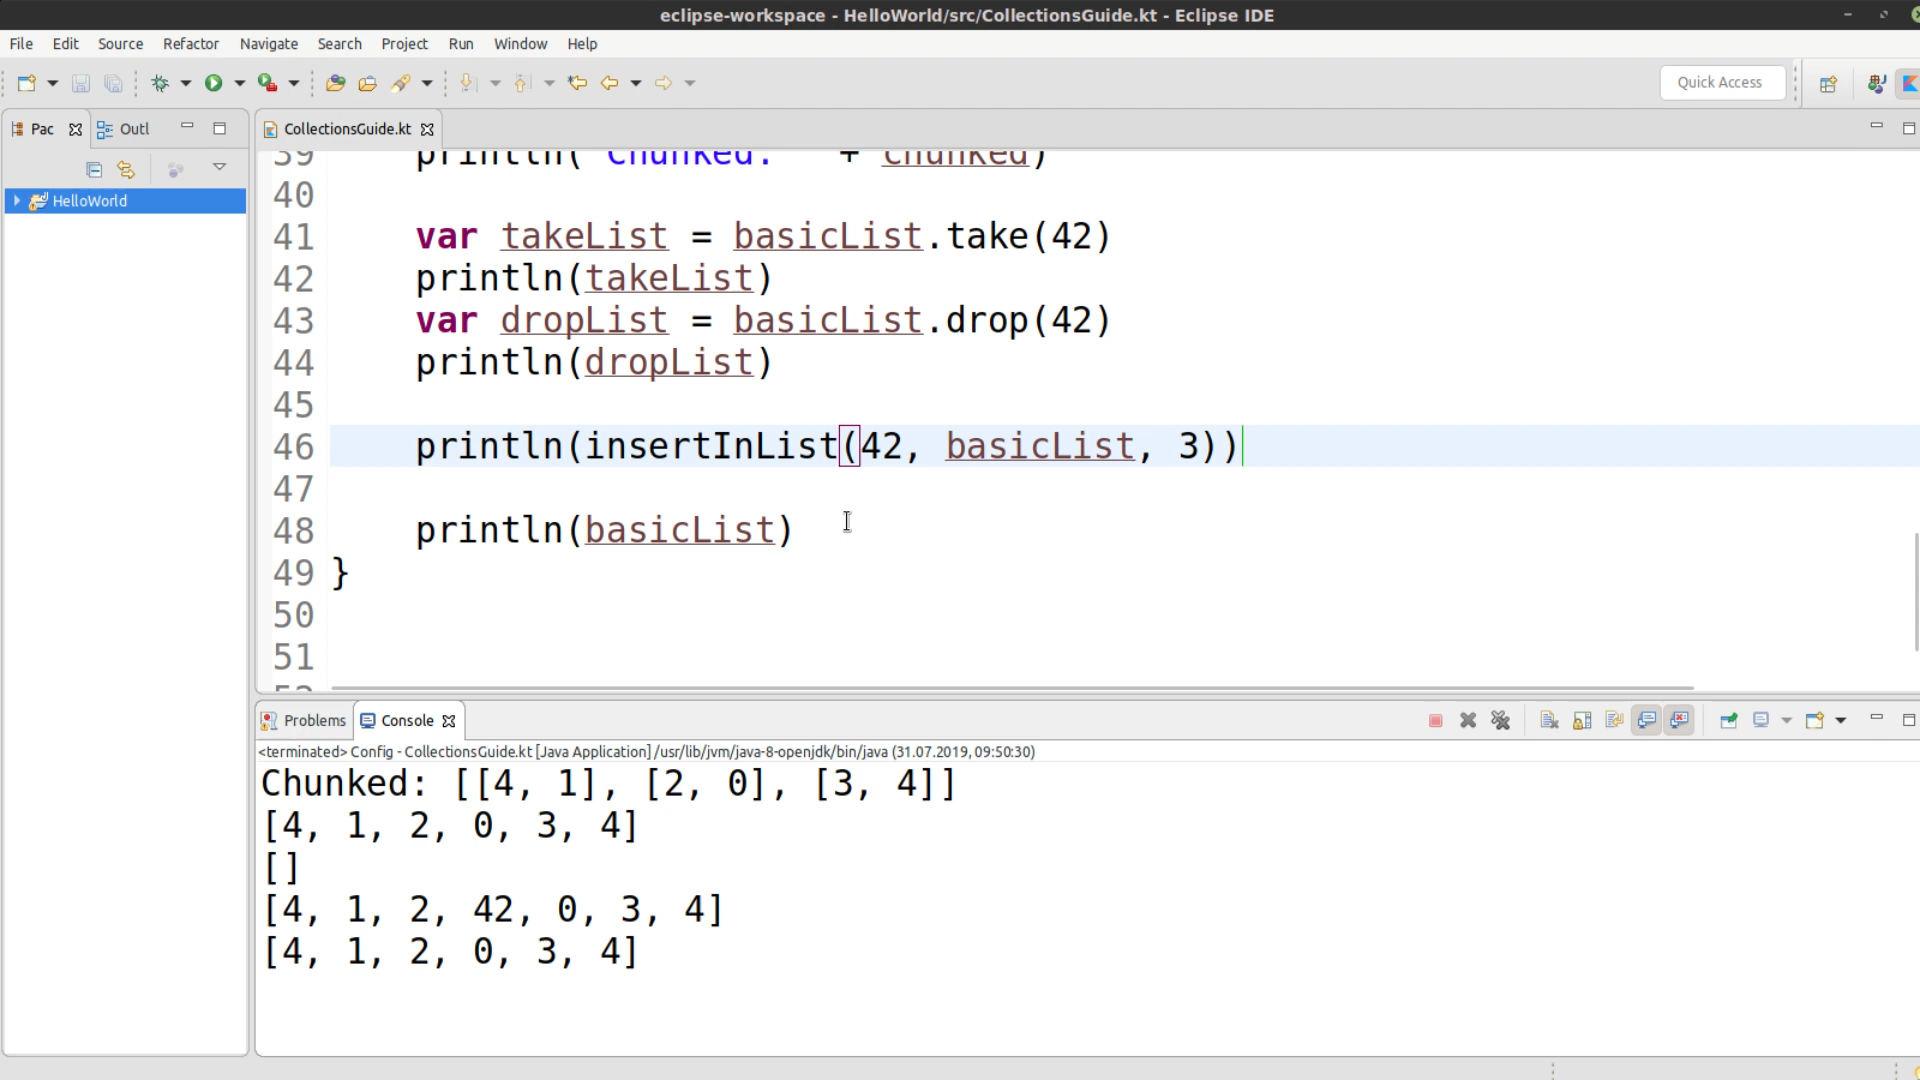 eclipse-workspace - HelloWorld/src/CollectionsGuide.kt - Eclipse IDE
File Edit Source Refactor Navigate Search Project Run Window Help
Quick Access
Pac Outl
CollectionsGuide.kt
HelloWorld
39 println("Chunked: " + chunked)
40
41 var takeList = basicList.take(42)
42 println(takeList)
43 var dropList = basicList.drop(42)
44 println(dropList)
45
46 println(insertInList(42, basicList, 3))
47
48 println(basicList)
49 }
50
51
52
Problems Console
<terminated> Config - CollectionsGuide.kt [Java Application] /usr/lib/jvm/java-8-openjdk/bin/java (31.07.2019, 09:50:30)
Chunked: [[4, 1], [2, 0], [3, 4]]
[4, 1, 2, 0, 3, 4]
[]
[4, 1, 2, 42, 0, 3, 4]
[4, 1, 2, 0, 3, 4]